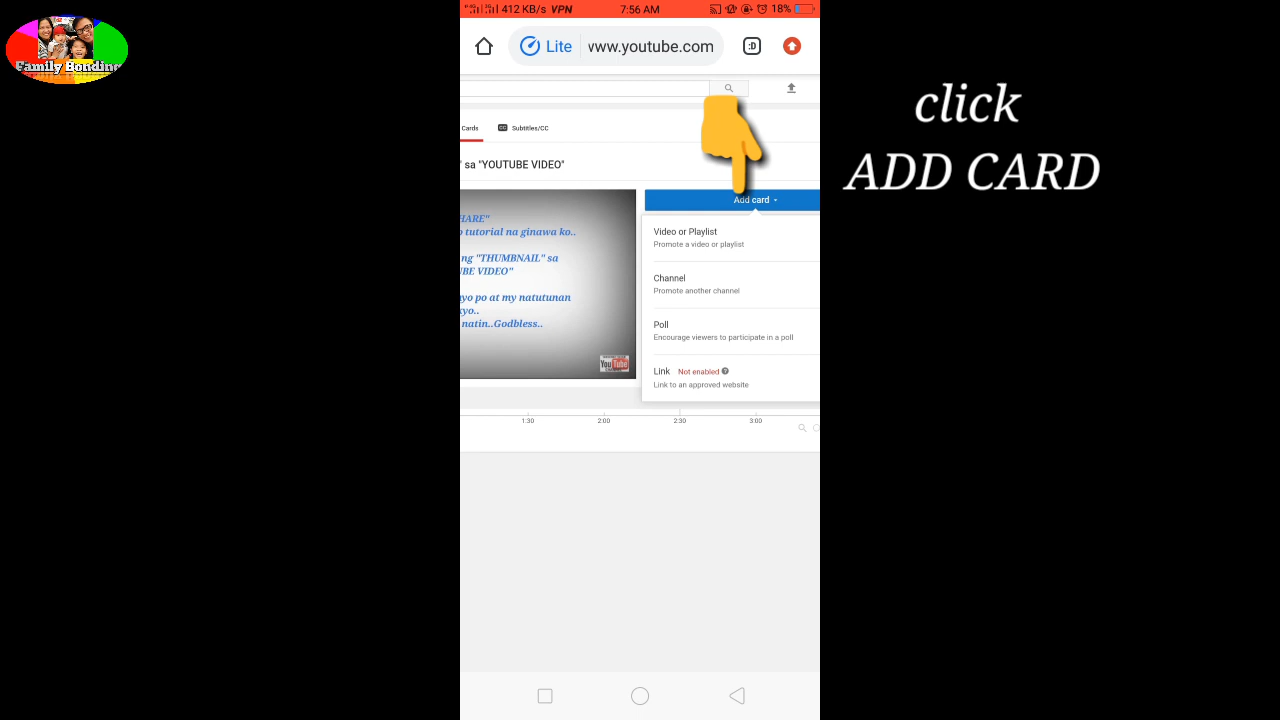 412 KB/s VPN 7:56 AM 18%
Family Bonding
Lite www.youtube.com :D
click
ADD CARD
Cards CC Subtitles/CC
" sa "YOUTUBE VIDEO"
Add card
HARE"
tutorial na ginawa ko..
ng "THUMBNAIL" sa
BE VIDEO"
yo po at my natutunan
yo..
natin..Godbless..
YouTube
Video or Playlist
Promote a video or playlist
Channel
Promote another channel
Poll
Encourage viewers to participate in a poll
Link Not enabled ?
Link to an approved website
1:30 2:00 2:30 3:00